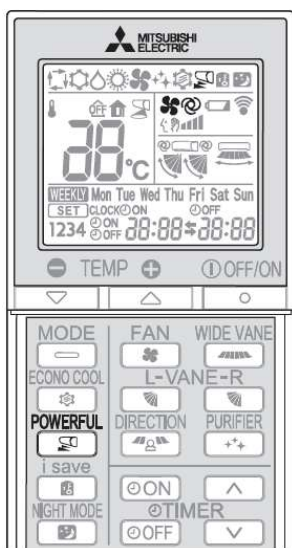 MITSUBISHI
ELECTRIC
OFF
88°C
WEEKLY Mon Tue Wed Thu Fri Sat Sun
SET CLOCK ON OFF
1234 ON OFF 88:88 88:88
TEMP OFF/ON
MODE FAN WIDE VANE
ECONO COOL L-VANE-R
POWERFUL DIRECTION PURIFIER
i save
ON
NIGHT MODE TIMER
OFF